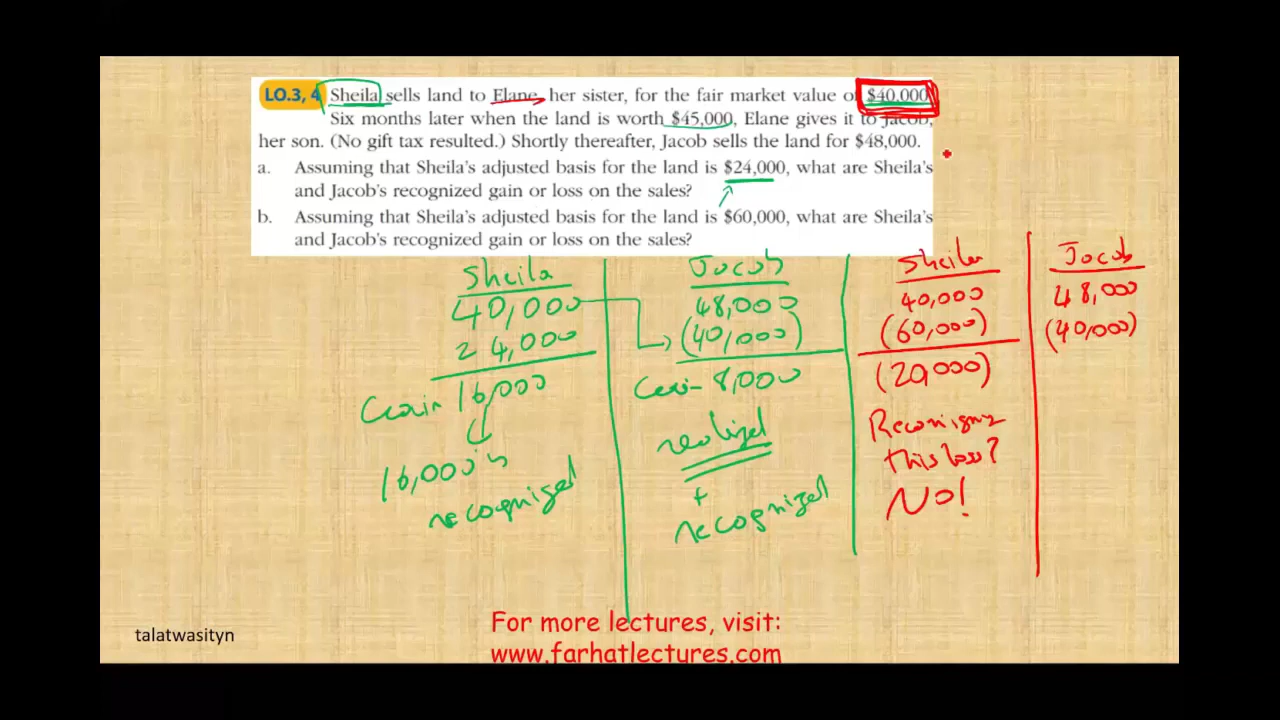 LO.3, 4 Sheila sells land to Elane, her sister, for the fair market value of $40,000.
Six months later when the land is worth $45,000, Elane gives it to Jacob,
her son. (No gift tax resulted.) Shortly thereafter, Jacob sells the land for $48,000.
a. Assuming that Sheila's adjusted basis for the land is $24,000, what are Sheila's
and Jacob's recognized gain or loss on the sales?
b. Assuming that Sheila's adjusted basis for the land is $60,000, what are Sheila's
and Jacob's recognized gain or loss on the sales?
Sheila
40,000
24,000
Gain 16,000
16,000 is
recognized
Jacob
48,000
(40,000)
Gain 8,000
realized
+
recognized
Sheila
40,000
(60,000)
(20,000)
this loss?
NO!
Jacob
48,000
(40,000)
For more lectures, visit:
www.farhatlectures.com
talatwasityn